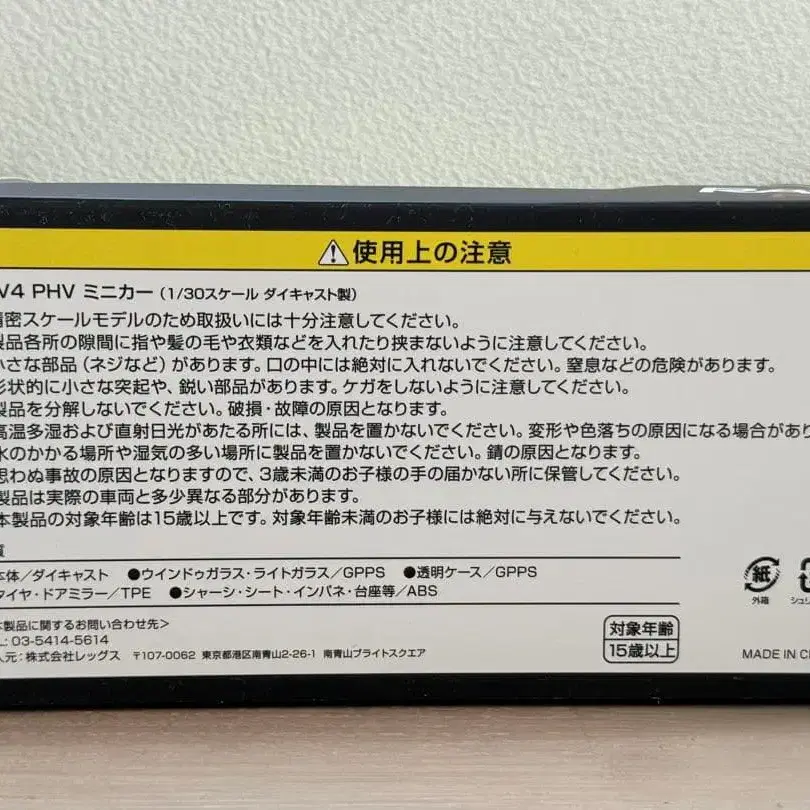 使用上の注意
V4 PHV ミニカー (1/30スケール ダイキャスト製)
精密スケールモデルのため取扱いには十分注意してください。
製品各所の隙間に指や髪の毛や衣類などを入れたり挟まないように注意してください。
小さな部品(ネジなど)があります。口の中には絶対に入れないでください。窒息などの危険があります。
形状的に小さな突起や、鋭い部品があります。ケガをしないように注意してください。
製品を分解しないでください。破損・故障の原因となります。
高温多湿および直射日光があたる所には、製品を置かないでください。変形や色落ちの原因になる場合があり
水のかかる場所や湿気の多い場所に製品を置かないでください。錆の原因となります。
思わぬ事故の原因となりますので、3歳未満のお子様の手の届かない所に保管してください。
製品は実際の車両と多少異なる部分があります。
本製品の対象年齢は15歳以上です。対象年齢未満のお子様には絶対に与えないでください。
質
本体/ダイキャスト ●ウインドゥガラス・ライトガラス/GPPS ●透明ケース/GPPS
タイヤ・ドアミラー/TPE ●シャーシ・シート・インパネ・台座等/ABS
紙
外箱
シュリ
本製品に関するお問い合わせ先>
L: 03-5414-5614
入元:株式会社レッグス 〒107-0062 東京都港区南青山2-26-1 南青山ブライトスクエア
対象年齢
15歳以上
MADE IN C